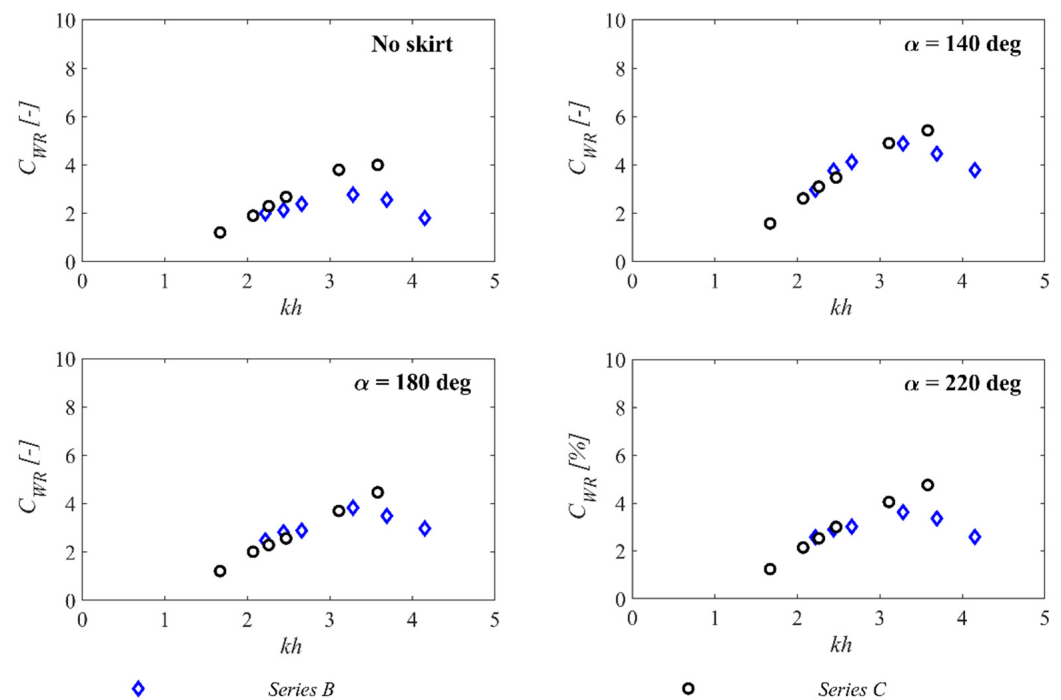 No skirt
10
8
6
4
2
0
C_WR [-]
0 1 2 3 4 5
kh
α = 140 deg
10
8
6
4
2
0
C_WR [-]
0 1 2 3 4 5
kh
α = 180 deg
10
8
6
4
2
0
C_WR [-]
0 1 2 3 4 5
kh
α = 220 deg
10
8
6
4
2
0
C_WR [%]
0 1 2 3 4 5
kh
Series B
Series C